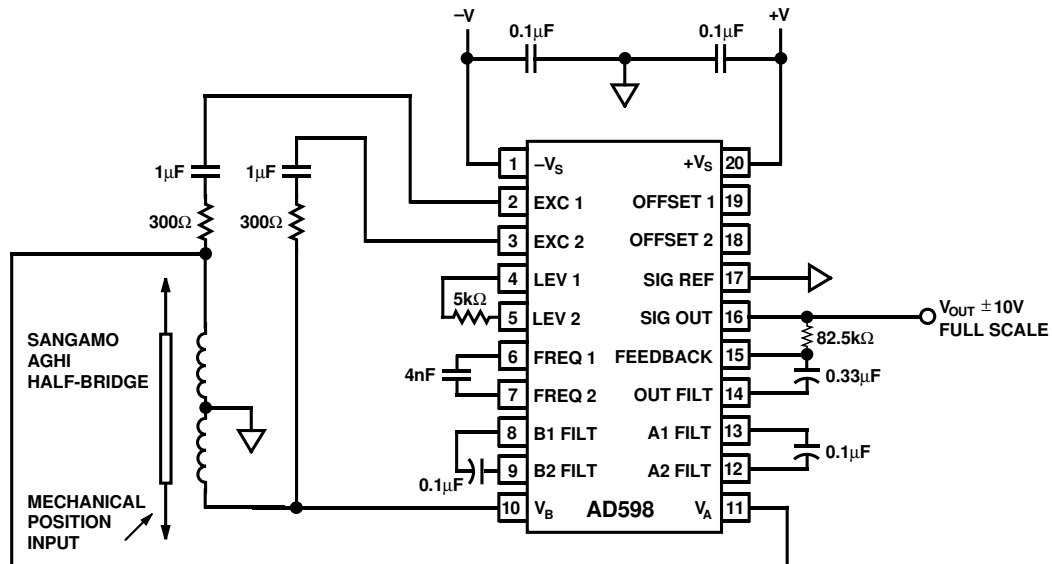 –V
+V
0.1µF
0.1µF
1µF
1µF
300Ω
300Ω
1
–VS
+VS
20
2
EXC 1
OFFSET 1
19
3
EXC 2
OFFSET 2
18
4
LEV 1
SIG REF
17
5kΩ
5
LEV 2
SIG OUT
16
VOUT ±10V
FULL SCALE
82.5kΩ
6
FREQ 1
FEEDBACK
15
4nF
0.33µF
7
FREQ 2
OUT FILT
14
8
B1 FILT
A1 FILT
13
0.1µF
9
B2 FILT
A2 FILT
12
0.1µF
10
VB
AD598
VA
11
SANGAMO
AGHI
HALF-BRIDGE
MECHANICAL
POSITION
INPUT